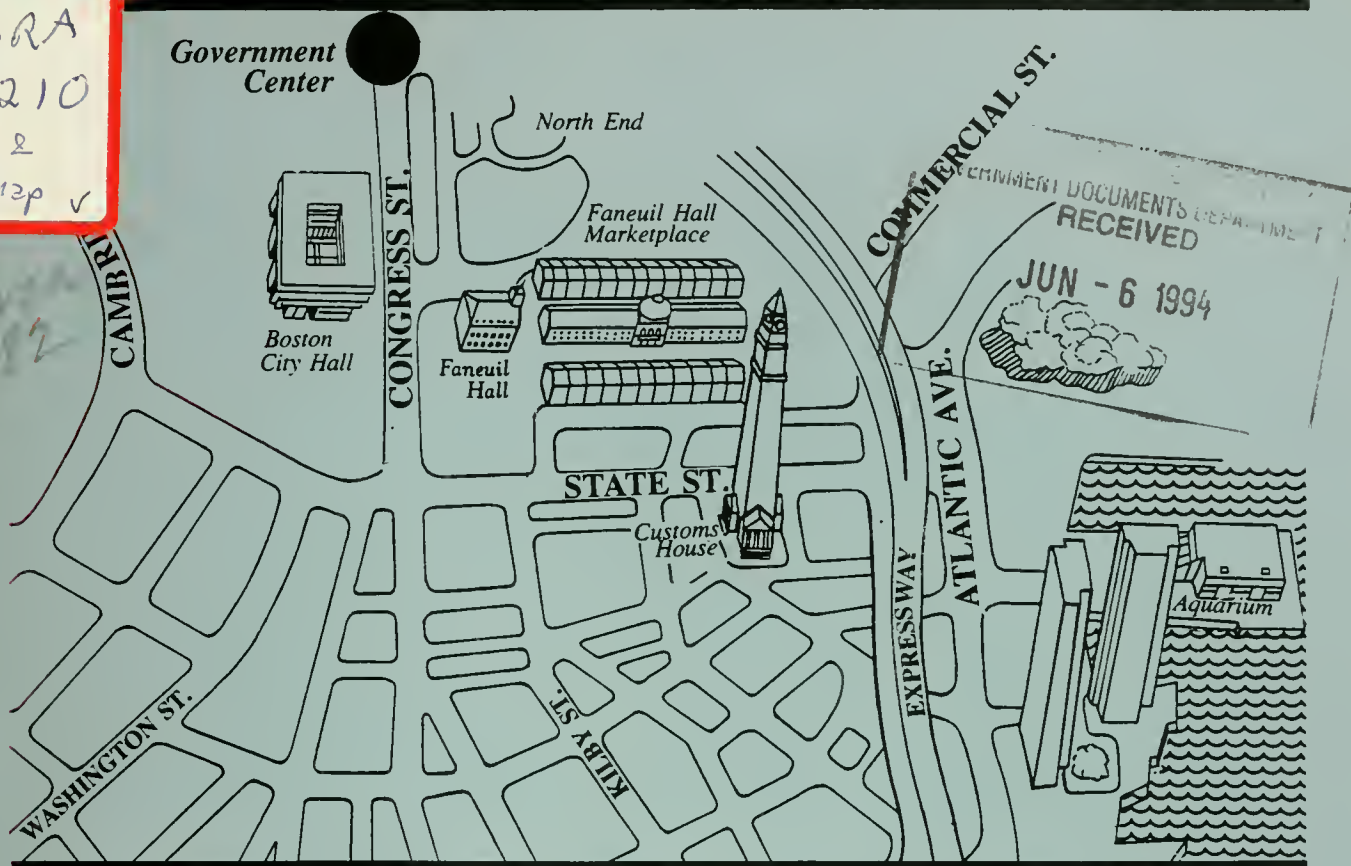 RA
210
&
Government
Center
North End
COMMERCIAL ST.
GOVERNMENT DOCUMENTS DEPARTMENT
RECEIVED
JUN - 6 1994
Faneuil Hall
Marketplace
CONGRESS ST.
CAMBRI
Boston
City Hall
Faneuil
Hall
ATLANTIC AVE.
STATE ST.
Customs
House
Aquarium
EXPRESSWAY
KILBY ST.
WASHINGTON ST.